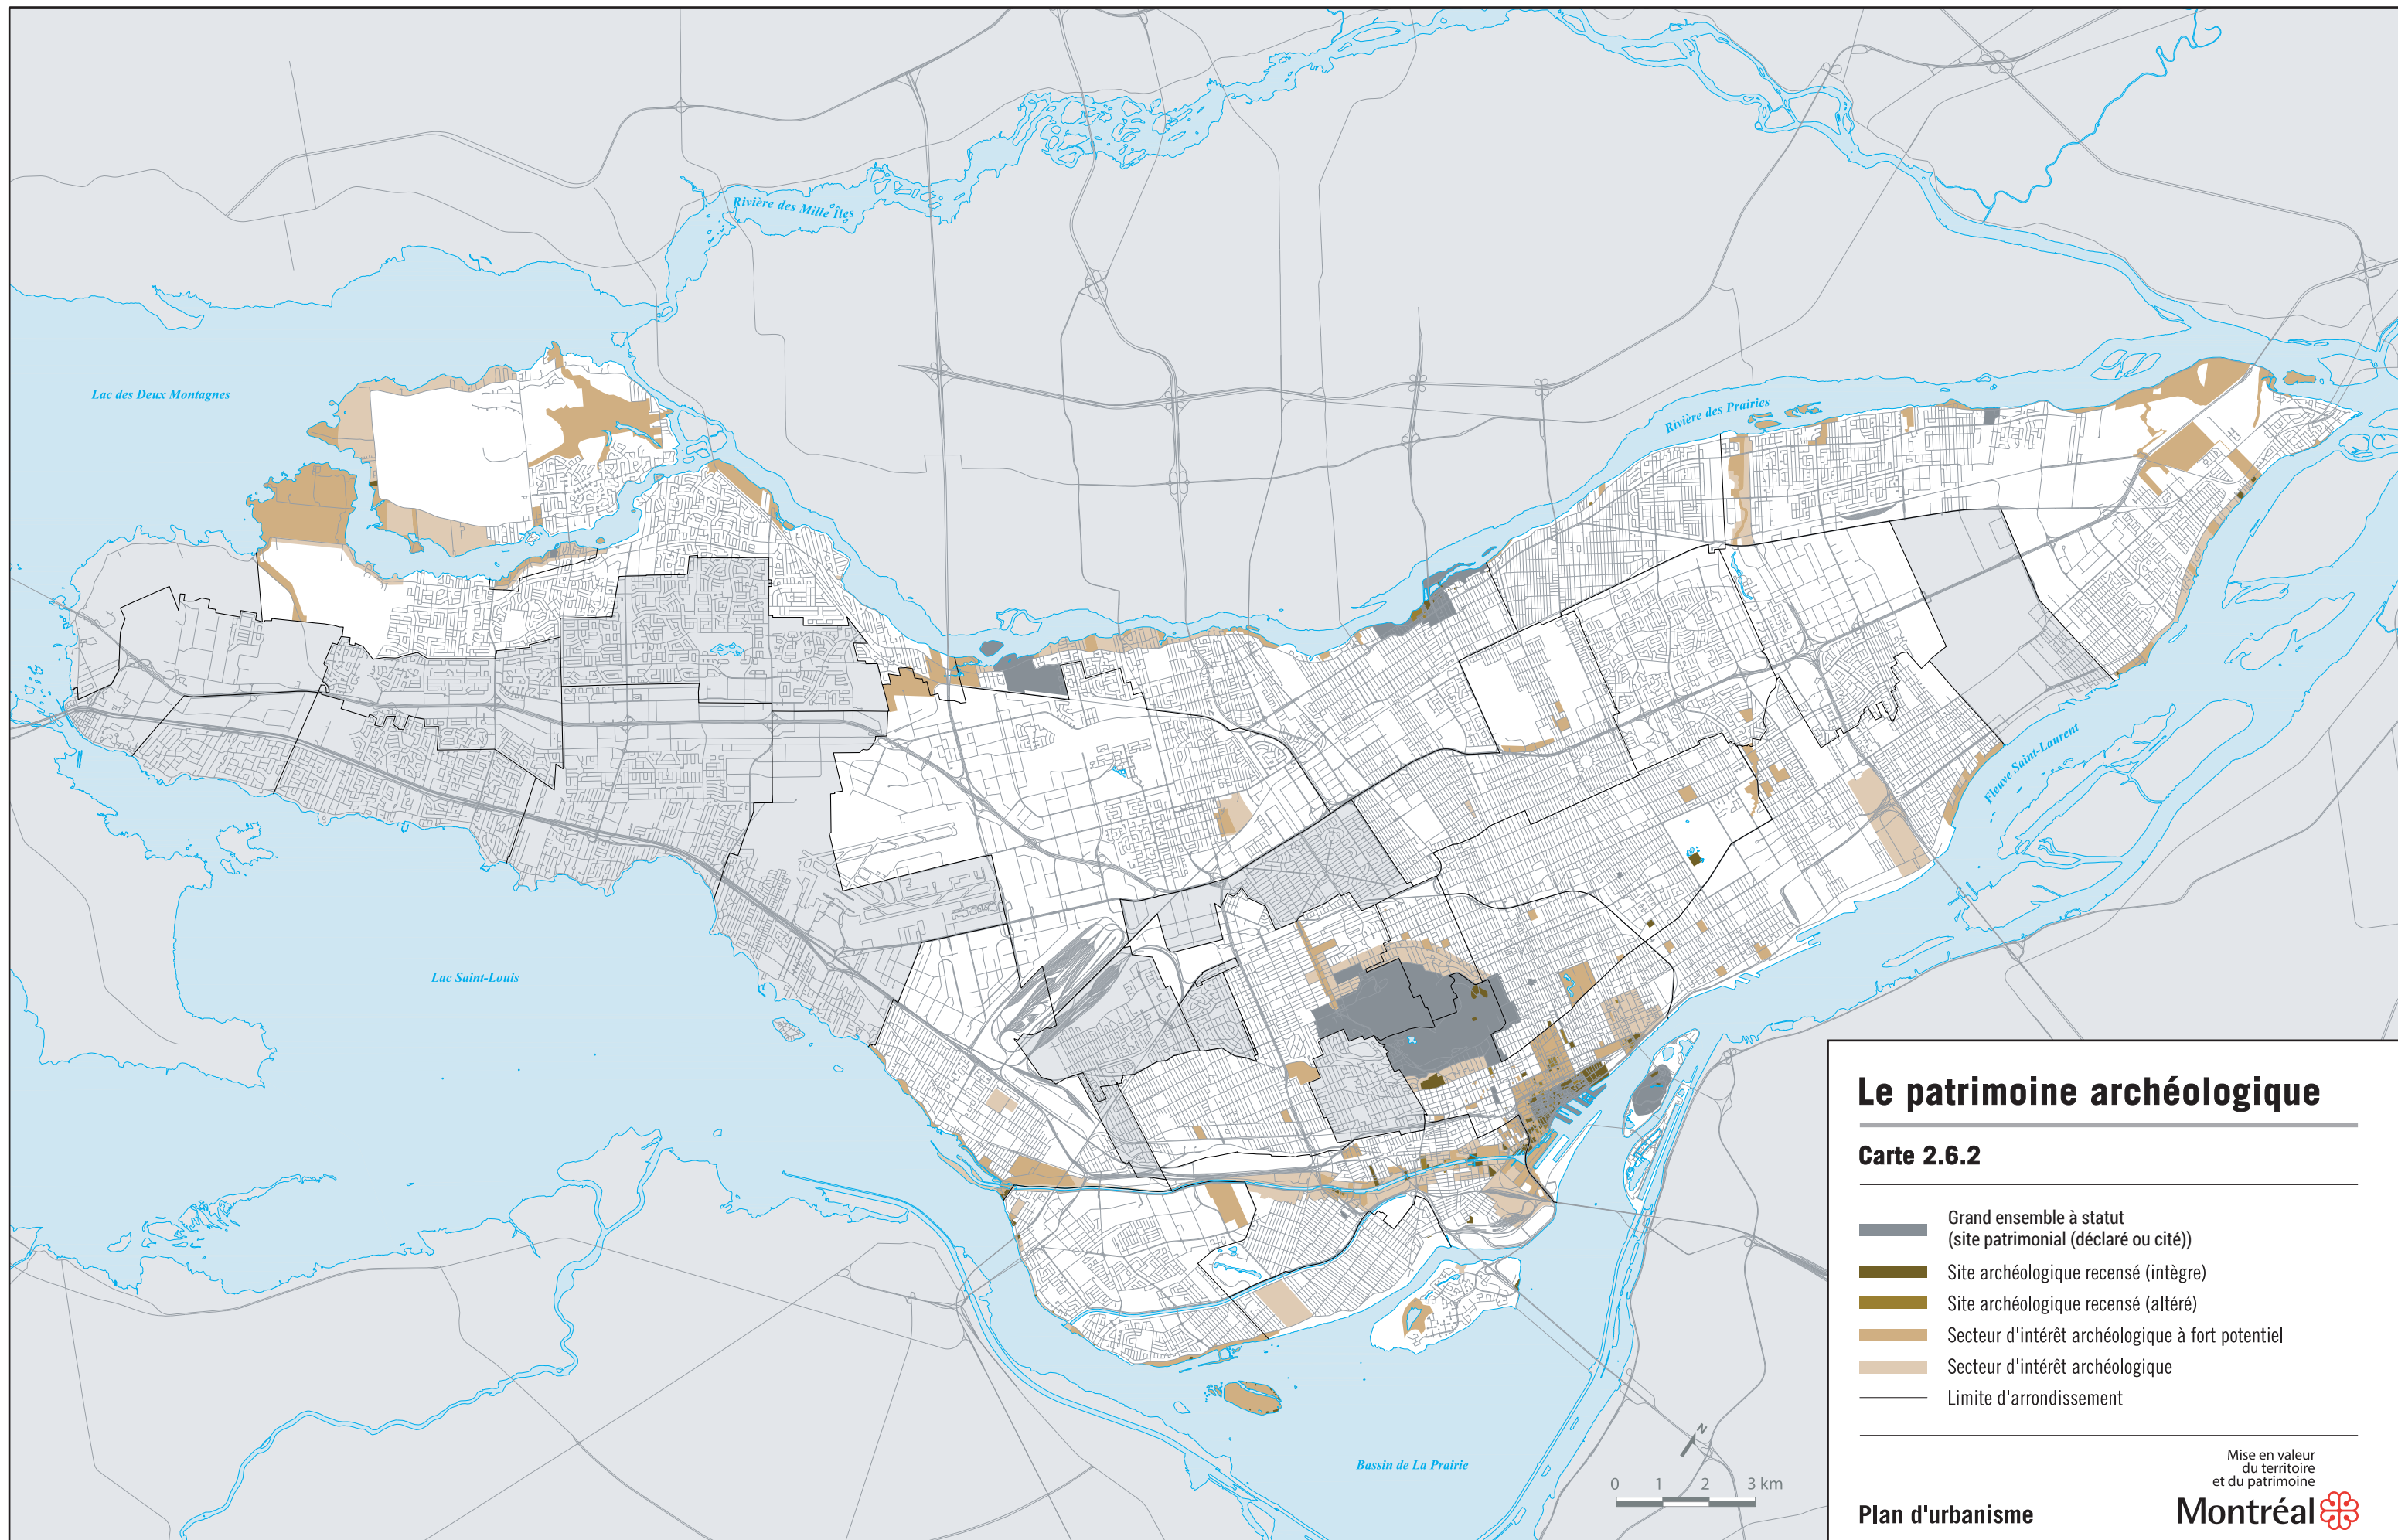 Rivière des Mille Îles
Lac des Deux Montagnes
Rivière des Prairies
Fleuve Saint-Laurent
Lac Saint-Louis
Bassin de La Prairie
N
0 1 2 3 km
Le patrimoine archéologique
Carte 2.6.2
Grand ensemble à statut
(site patrimonial (déclaré ou cité))
Site archéologique recensé (intègre)
Site archéologique recensé (altéré)
Secteur d'intérêt archéologique à fort potentiel
Secteur d'intérêt archéologique
Limite d'arrondissement
Mise en valeur
du territoire
et du patrimoine
Plan d'urbanisme
Montréal